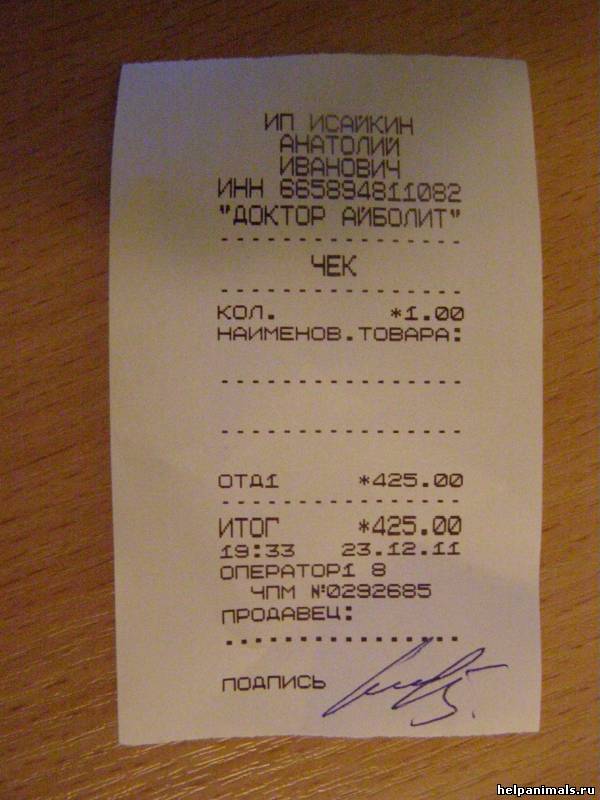 ИП ИСАЙКИН
АНАТОЛИЙ
ИВАНОВИЧ
ИНН 665894811082
"ДОКТОР АЙБОЛИТ"
ЧЕК
КОЛ. *1.00
НАИМЕНОВ.ТОВАРА:
ОТД1 *425.00
ИТОГ *425.00
19:33 23.12.11
ОПЕРАТОР1 8
ЧПМ №0292685
ПРОДАВЕЦ:
ПОДПИСЬ
helpanimals.ru